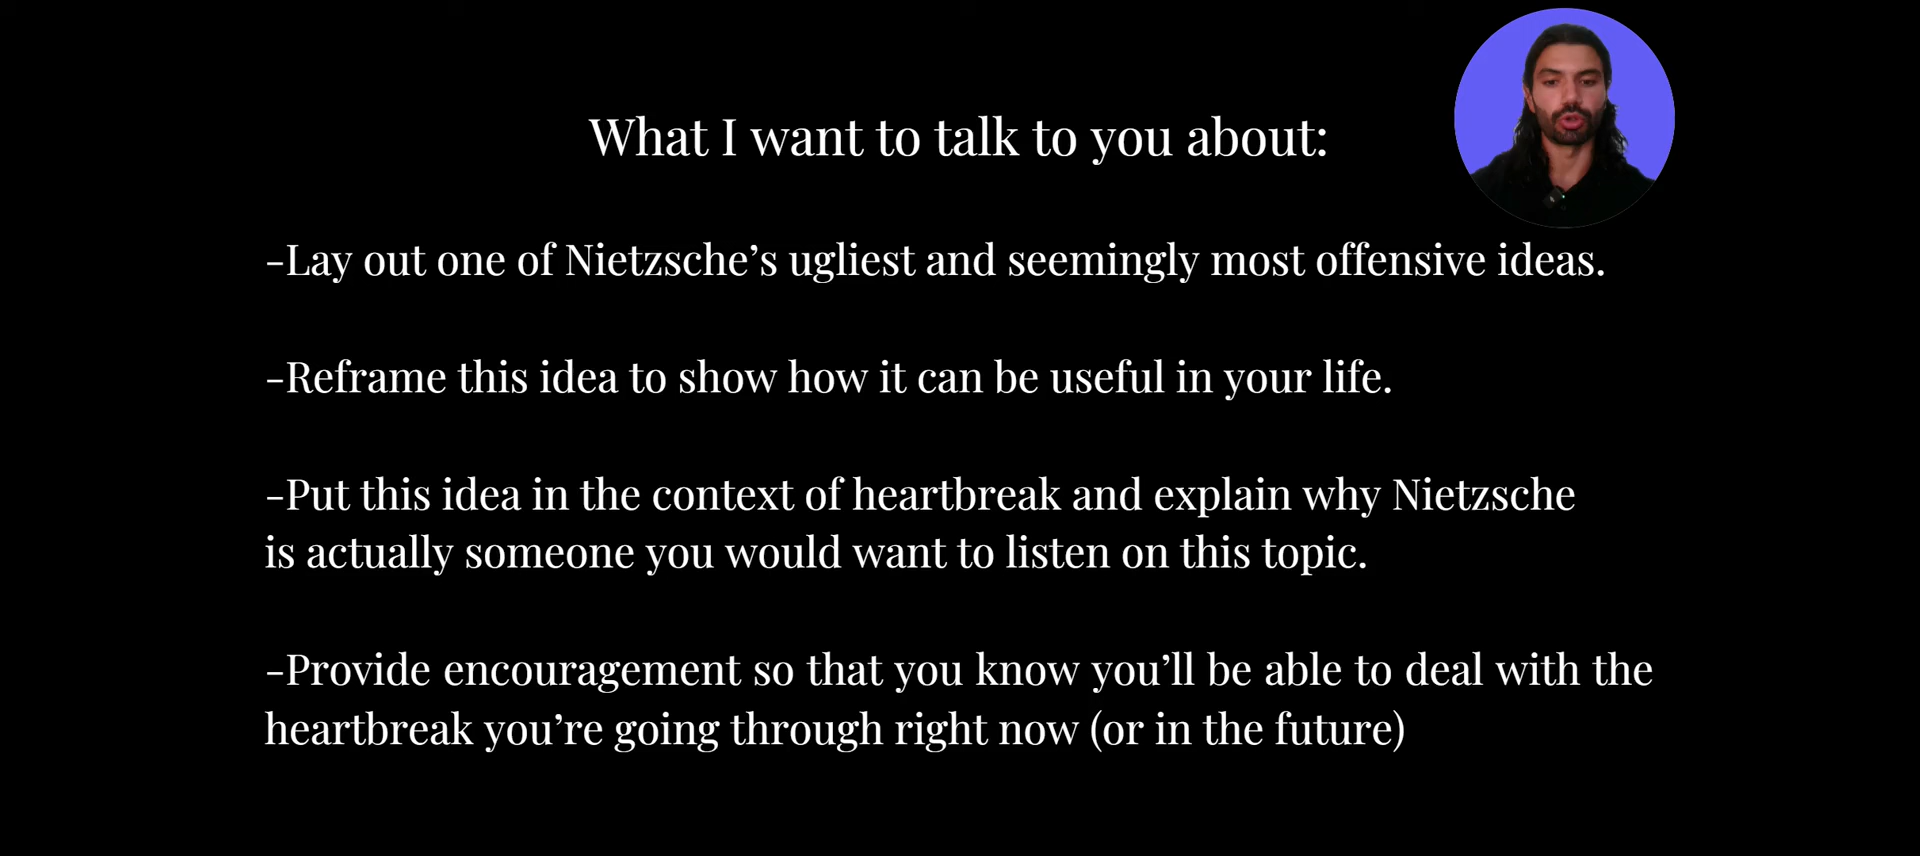 What I want to talk to you about:
-Lay out one of Nietzsche’s ugliest and seemingly most offensive ideas.
-Reframe this idea to show how it can be useful in your life.
-Put this idea in the context of heartbreak and explain why Nietzsche
is actually someone you would want to listen on this topic.
-Provide encouragement so that you know you’ll be able to deal with the
heartbreak you’re going through right now (or in the future)